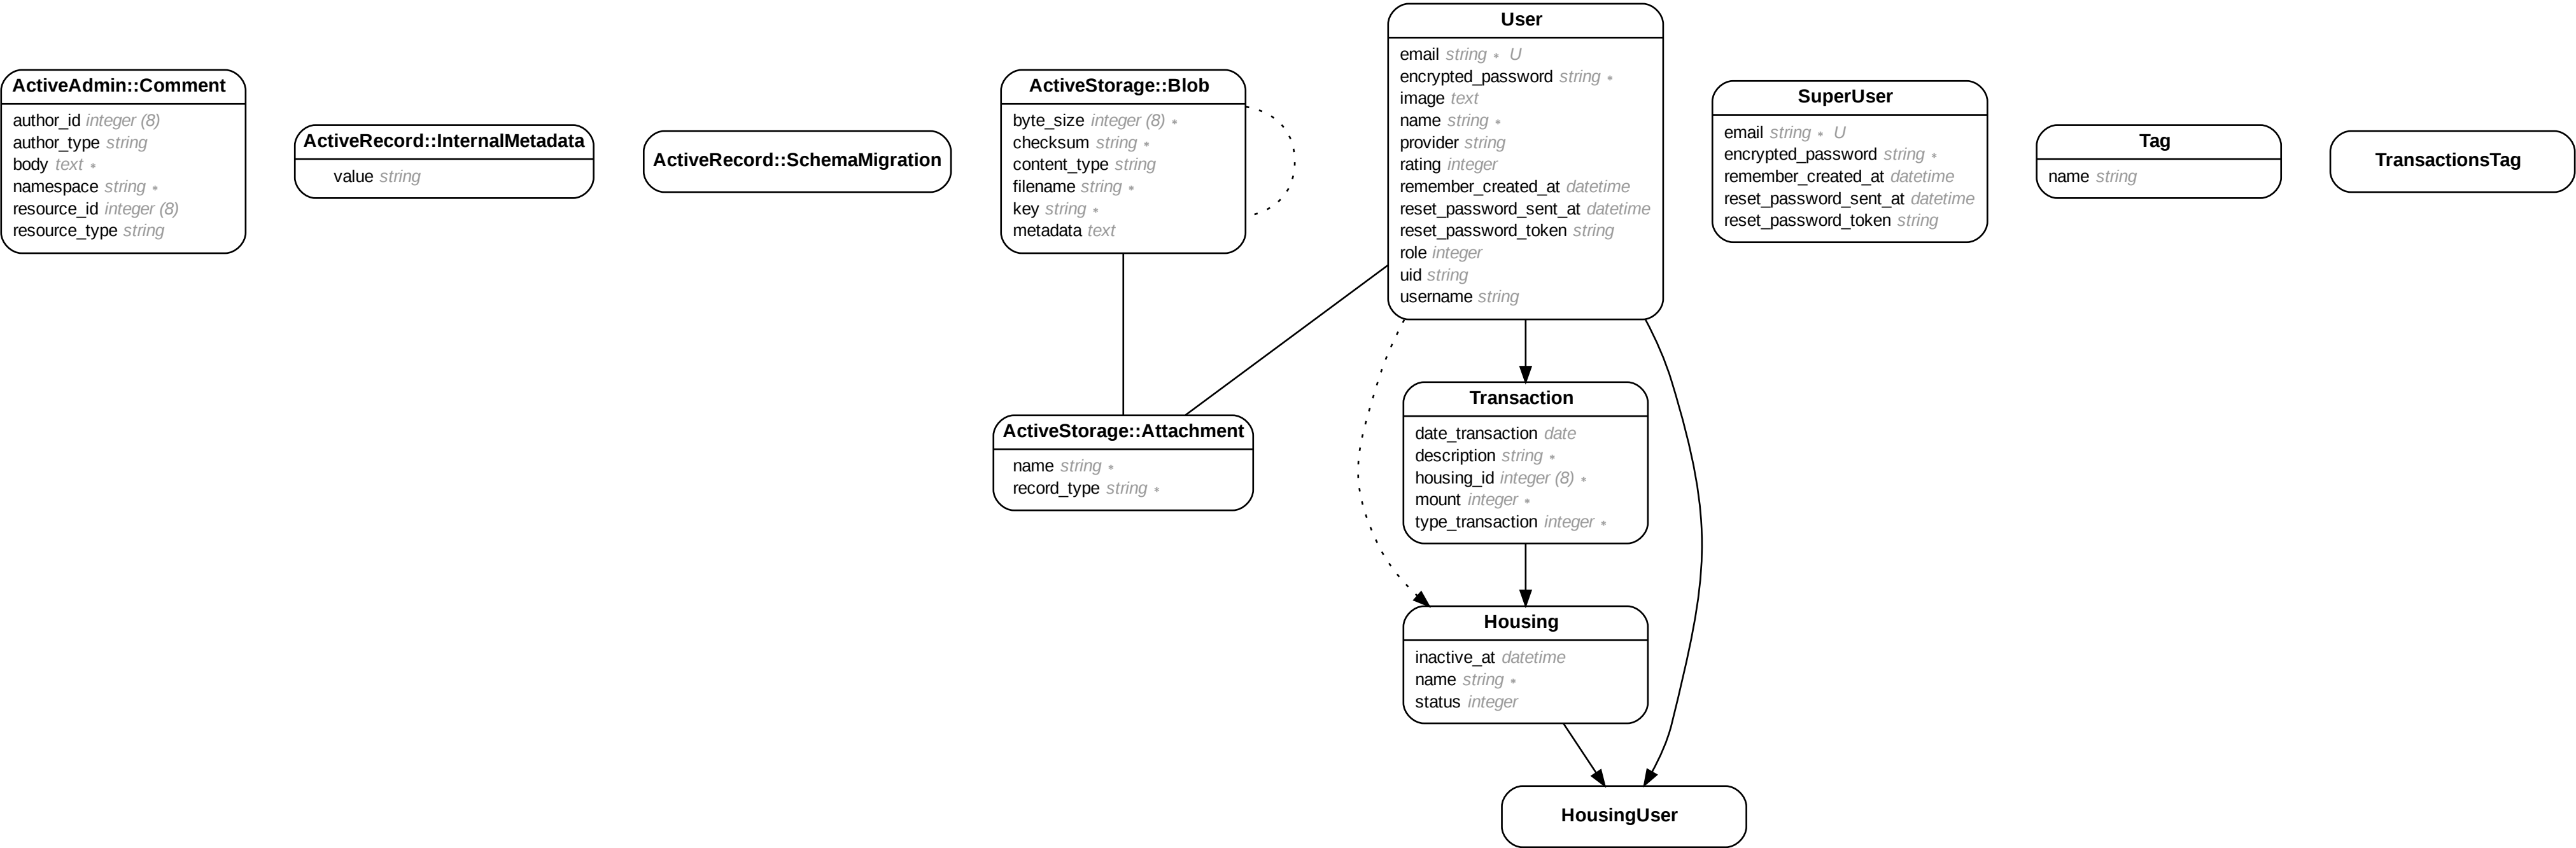 ActiveAdmin::Comment
author_id integer (8)
author_type string
body text *
namespace string *
resource_id integer (8)
resource_type string
ActiveRecord::InternalMetadata
value string
ActiveRecord::SchemaMigration
ActiveStorage::Blob
byte_size integer (8) *
checksum string *
content_type string
filename string *
key string *
metadata text
User
email string * U
encrypted_password string *
image text
name string *
provider string
rating integer
remember_created_at datetime
reset_password_sent_at datetime
reset_password_token string
role integer
uid string
username string
SuperUser
email string * U
encrypted_password string *
remember_created_at datetime
reset_password_sent_at datetime
reset_password_token string
Tag
name string
TransactionsTag
ActiveStorage::Attachment
name string *
record_type string *
Transaction
date_transaction date
description string *
housing_id integer (8) *
mount integer *
type_transaction integer *
Housing
inactive_at datetime
name string *
status integer
HousingUser